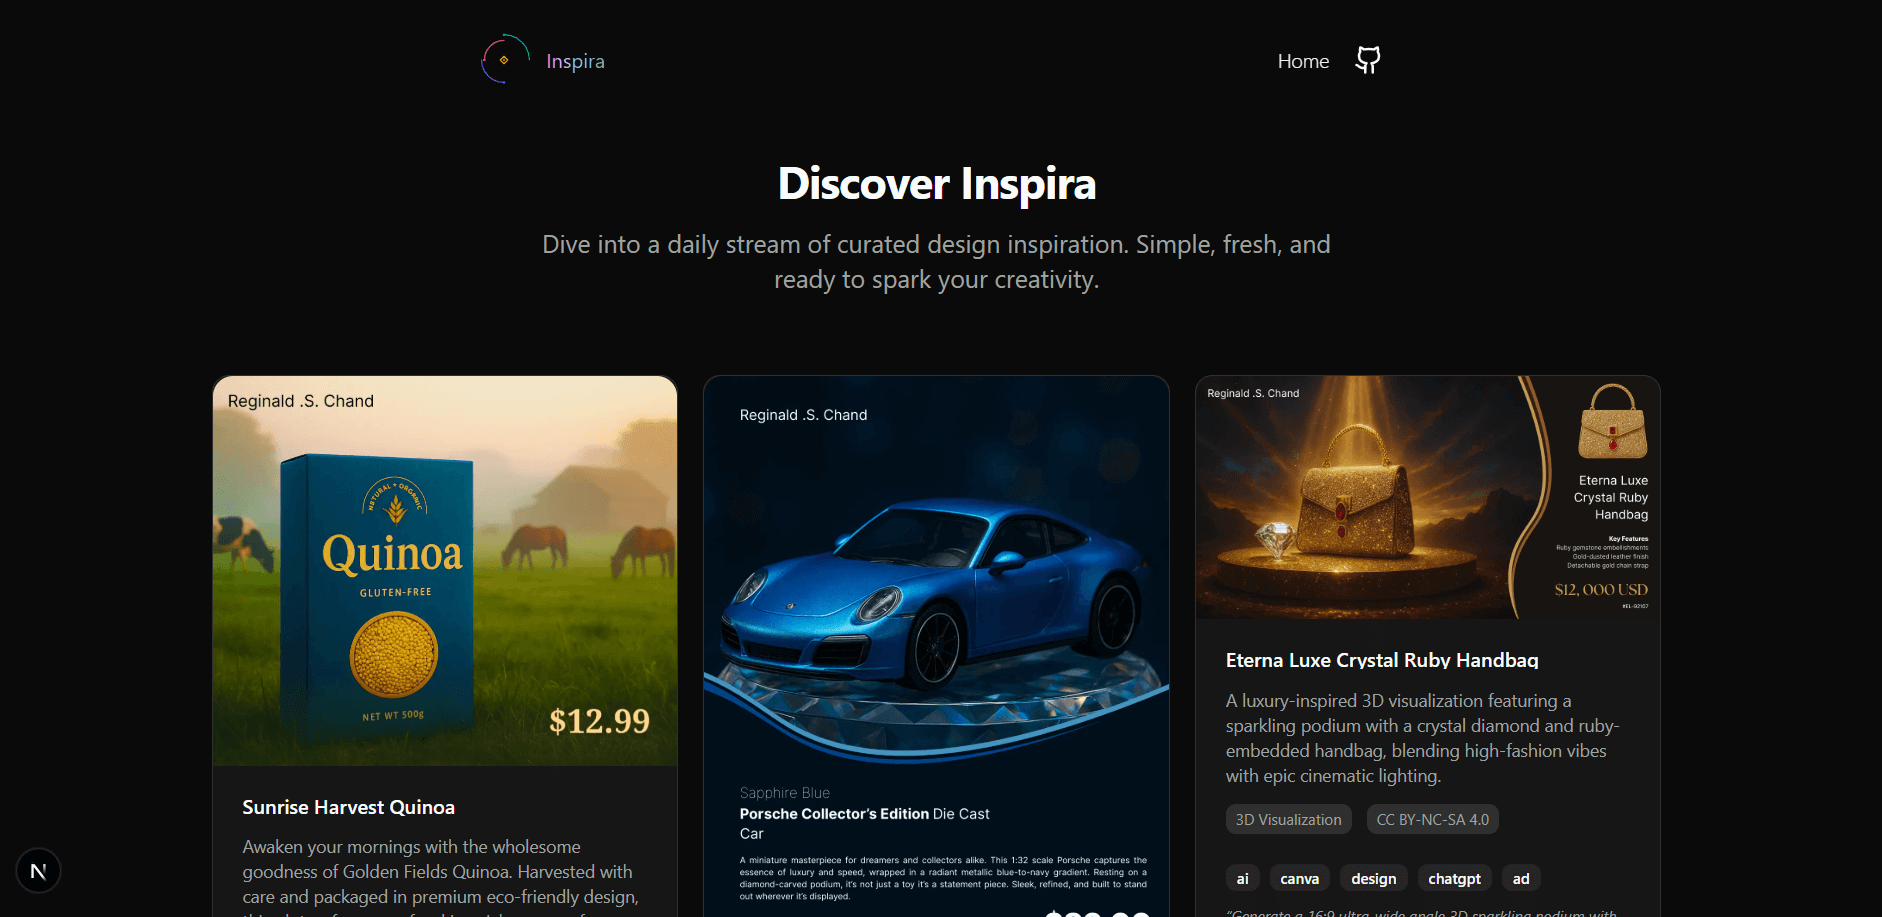 Inspira
Home
Discover Inspira
Dive into a daily stream of curated design inspiration. Simple, fresh, and
ready to spark your creativity.
Reginald .S. Chand
NATURAL + ORGANIC
Quinoa
GLUTEN-FREE
NET WT 500g
$12.99
Sunrise Harvest Quinoa
Awaken your mornings with the wholesome
goodness of Golden Fields Quinoa. Harvested with
care and packaged in premium eco-friendly design,
Reginald .S. Chand
Sapphire Blue
Porsche Collector's Edition Die Cast
Car
A miniature masterpiece for dreamers and collectors alike. This 1:32 scale Porsche captures the
essence of luxury and speed, wrapped in a radiant metallic blue-to-navy gradient. Resting on a
diamond-carved podium, it's not just a toy it's a statement piece. Sleek, refined, and built to stand
out wherever it's displayed.
Reginald .S. Chand
Eterna Luxe
Crystal Ruby
Handbag
Key Features
Ruby gemstone embellishments
Gold-dusted leather finish
Detachable gold chain strap
$12, 000 USD
#EL-92167
Eterna Luxe Crystal Ruby Handbag
A luxury-inspired 3D visualization featuring a
sparkling podium with a crystal diamond and ruby-
embedded handbag, blending high-fashion vibes
with epic cinematic lighting.
3D Visualization CC BY-NC-SA 4.0
ai canva design chatgpt ad
"Generate a 16:9 ultra-wide angle 3D sparkling podium with
N